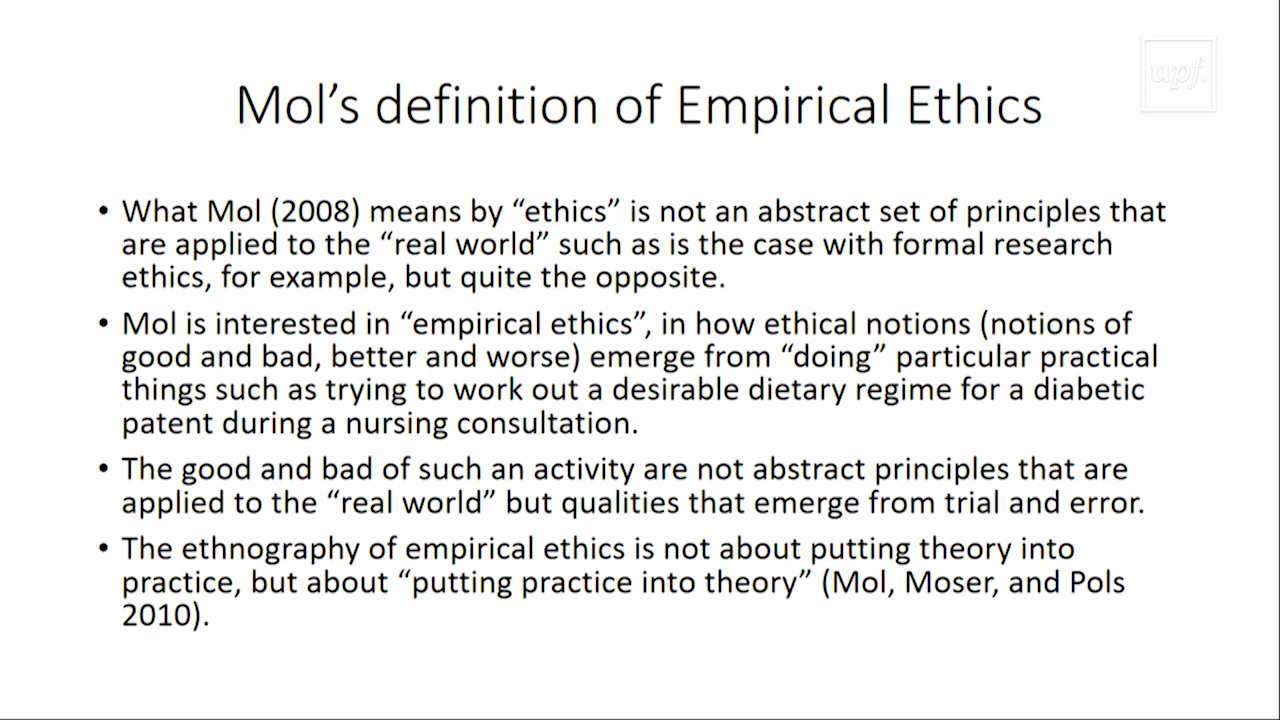 upf.
Mol’s definition of Empirical Ethics
• What Mol (2008) means by “ethics” is not an abstract set of principles that
are applied to the “real world” such as is the case with formal research
ethics, for example, but quite the opposite.
• Mol is interested in “empirical ethics”, in how ethical notions (notions of
good and bad, better and worse) emerge from “doing” particular practical
things such as trying to work out a desirable dietary regime for a diabetic
patent during a nursing consultation.
• The good and bad of such an activity are not abstract principles that are
applied to the “real world” but qualities that emerge from trial and error.
• The ethnography of empirical ethics is not about putting theory into
practice, but about “putting practice into theory” (Mol, Moser, and Pols
2010).